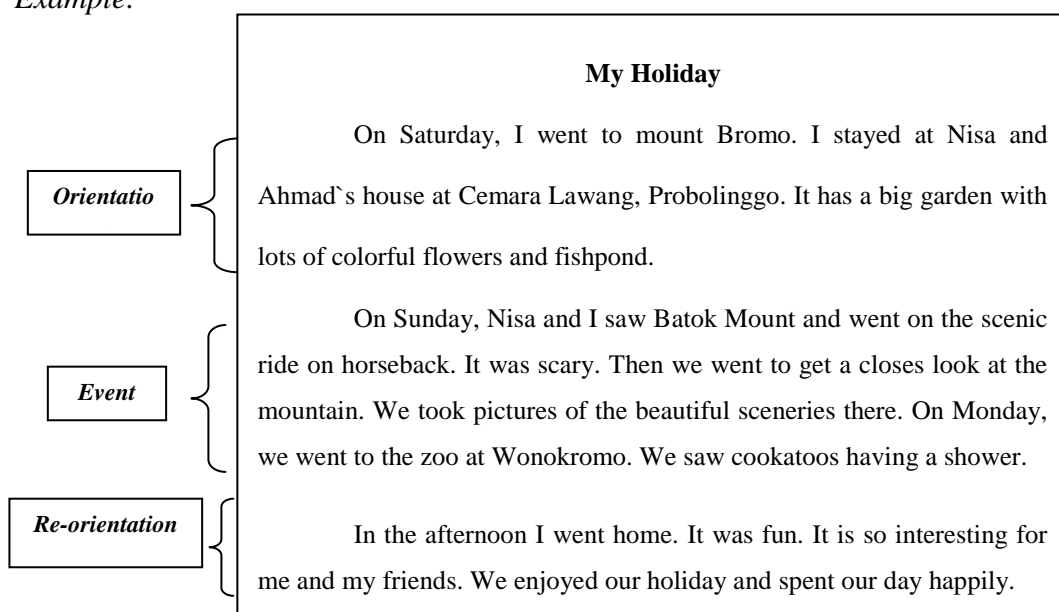 Example:
My Holiday
On Saturday, I went to mount Bromo. I stayed at Nisa and
Orientatio
Ahmad`s house at Cemara Lawang, Probolinggo. It has a big garden with
lots of colorful flowers and fishpond.
On Sunday, Nisa and I saw Batok Mount and went on the scenic
ride on horseback. It was scary. Then we went to get a closes look at the
Event
mountain. We took pictures of the beautiful sceneries there. On Monday,
we went to the zoo at Wonokromo. We saw cookatoos having a shower.
Re-orientation
In the afternoon I went home. It was fun. It is so interesting for
me and my friends. We enjoyed our holiday and spent our day happily.